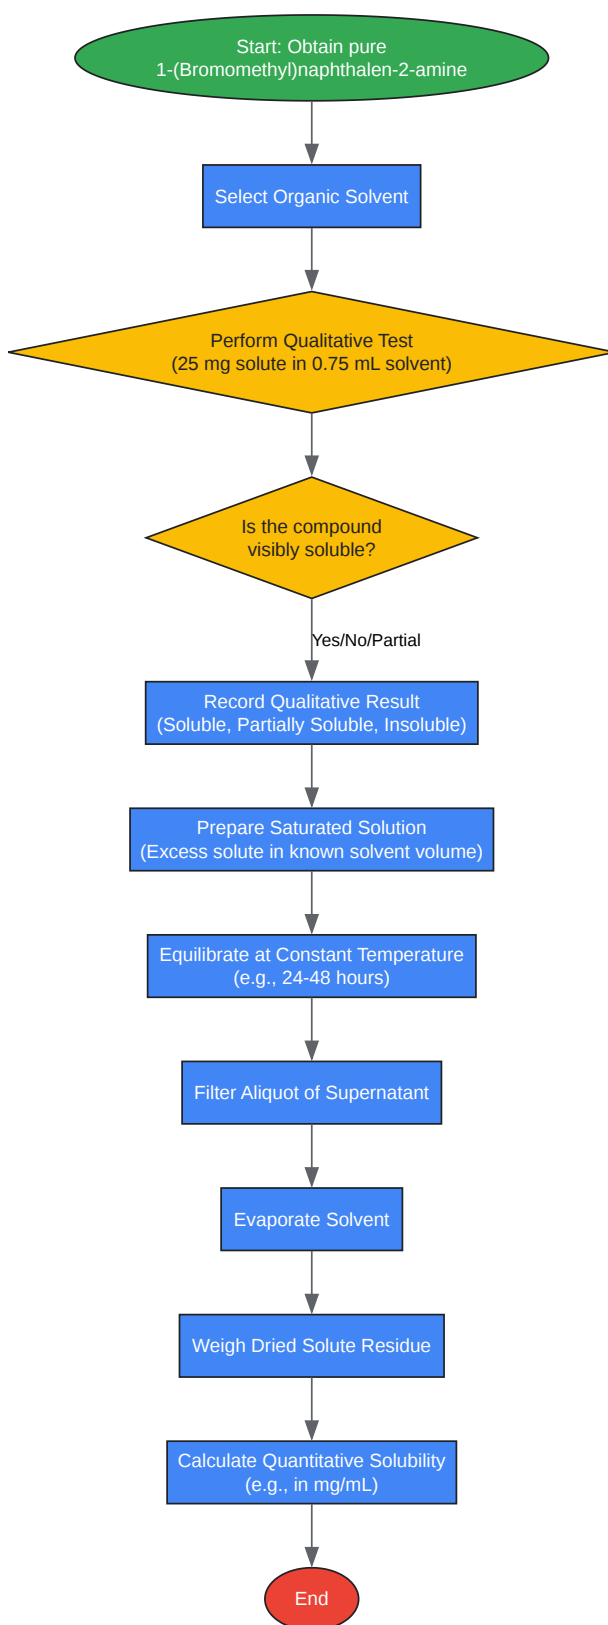 Start: Obtain pure
1-(Bromomethyl)naphthalen-2-amine
Select Organic Solvent
Perform Qualitative Test
(25 mg solute in 0.75 mL solvent)
Is the compound
visibly soluble?
Yes/No/Partial
Record Qualitative Result
(Soluble, Partially Soluble, Insoluble)
Prepare Saturated Solution
(Excess solute in known solvent volume)
Equilibrate at Constant Temperature
(e.g., 24-48 hours)
Filter Aliquot of Supernatant
Evaporate Solvent
Weigh Dried Solute Residue
Calculate Quantitative Solubility
(e.g., in mg/mL)
End